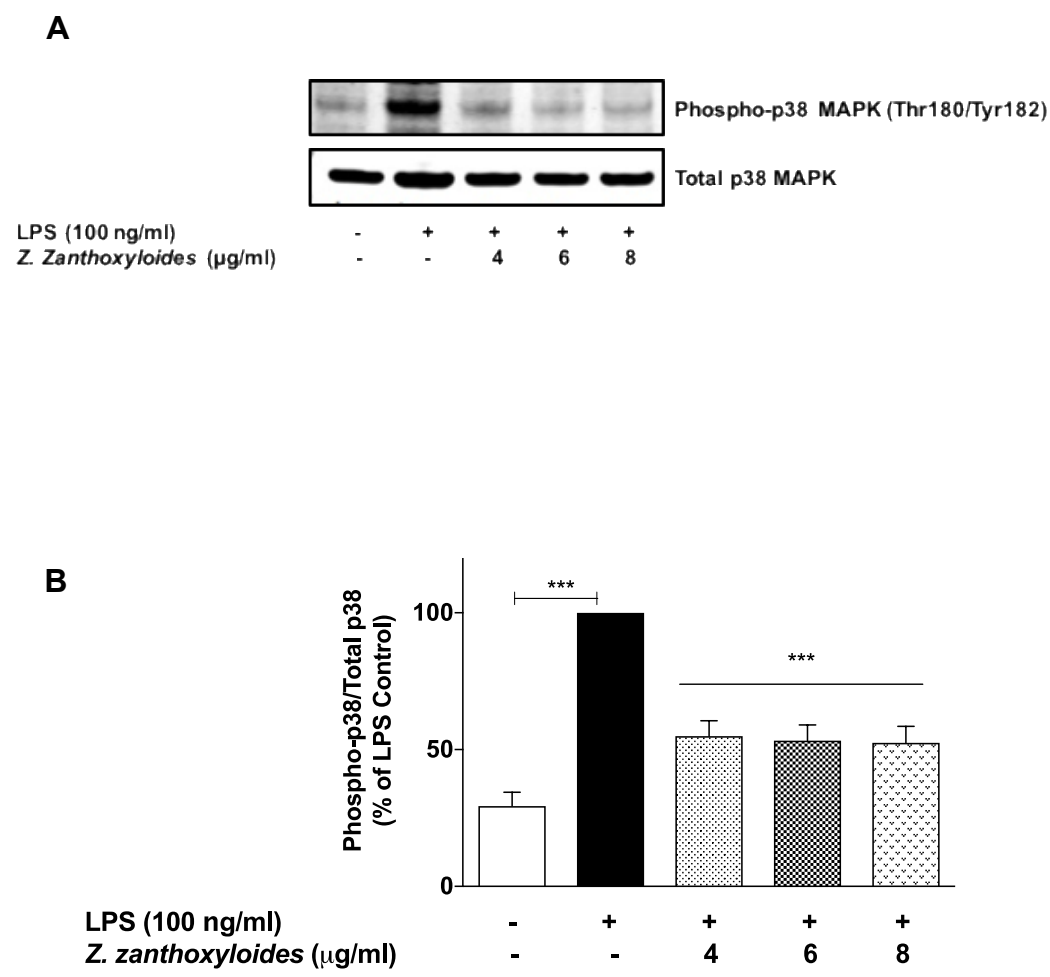 A
Phospho-p38 MAPK (Thr180/Tyr182)
Total p38 MAPK
LPS (100 ng/ml) - + + + +
Z. Zanthoxyloides (µg/ml) - - 4 6 8
B
Phospho-p38/Total p38
(% of LPS Control)
100
50
0
***
***
LPS (100 ng/ml) - + + + +
Z. zanthoxyloides (µg/ml) - - 4 6 8